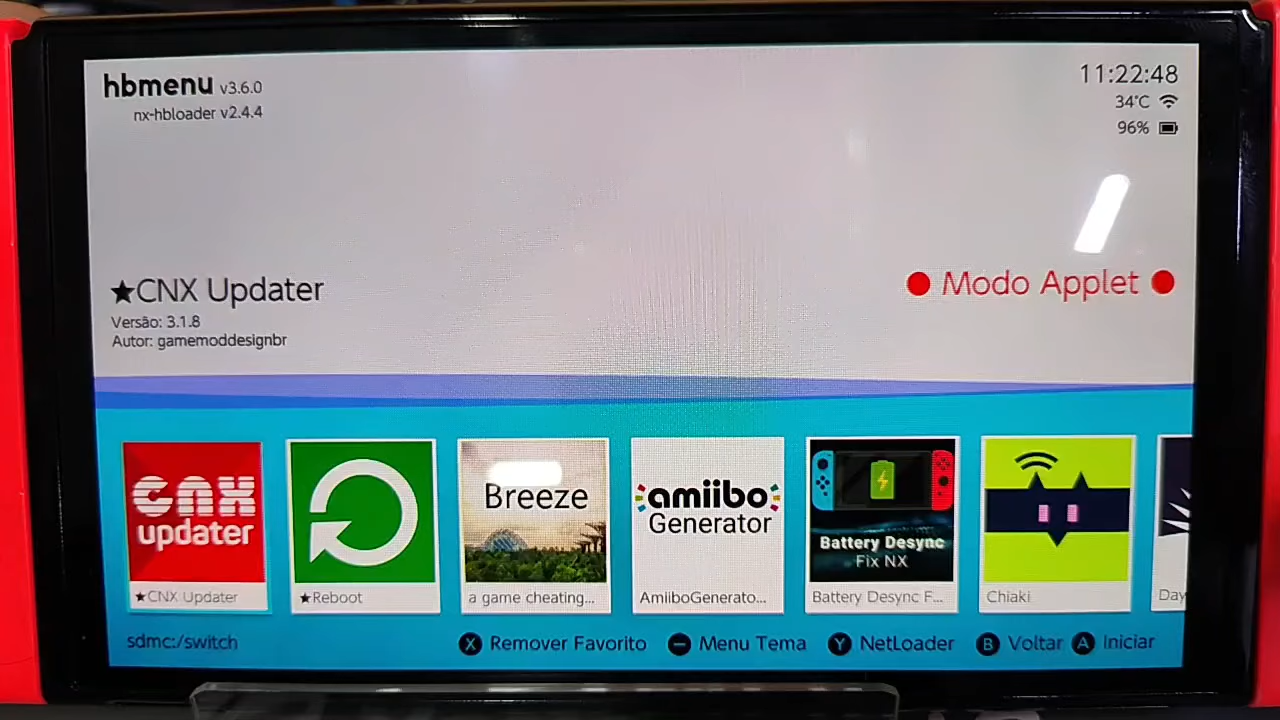 hbmenu v3.6.0
nx-hbloader v2.4.4
11:22:48
34°C
96%
★CNX Updater
Versão: 3.1.8
Autor: gamemoddesignbr
● Modo Applet ●
cnx
updater
★CNX Updater
★Reboot
Breeze
a game cheating...
amiibo
Generator
AmiiboGenerato...
Battery Desync
Fix NX
Battery Desync F...
Chiaki
Day
sdmc:/switch
X Remover Favorito
− Menu Tema
Y NetLoader
B Voltar
A Iniciar